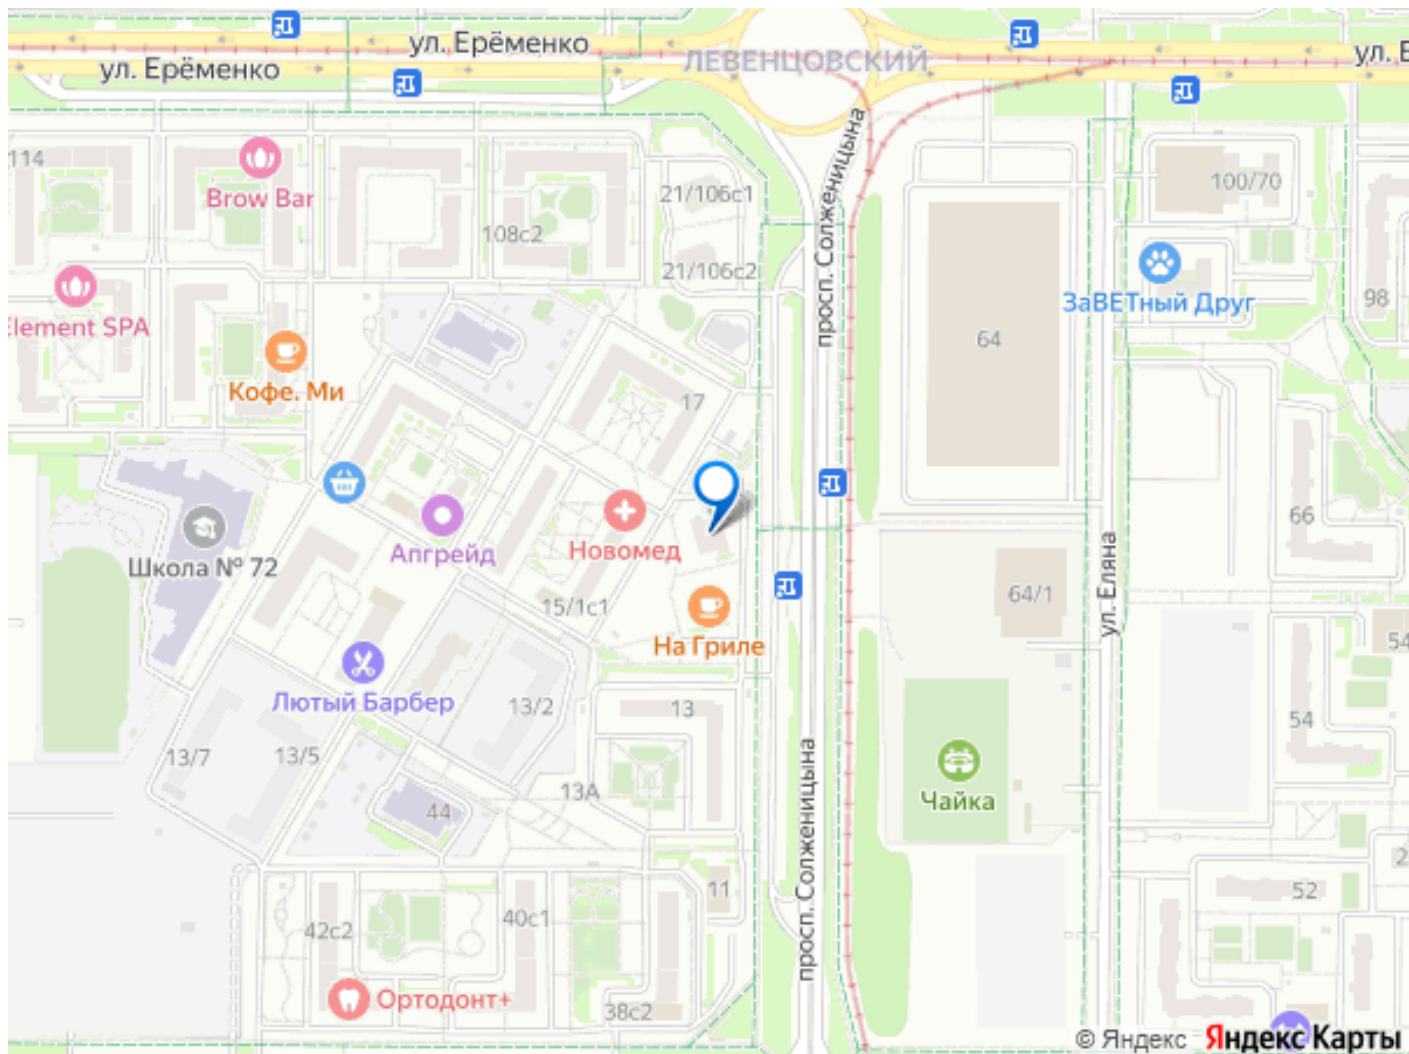 ул. Ерёменко
ул. Ерёменко
ЛЕВЕНЦОВСКИЙ
ул. Е
114
Brow Bar
108с2
21/106с1
21/106с2
просп. Солженицына
100/70
ЗаВЕТный Друг
98
Element SPA
Кофе. Ми
17
64
Школа № 72
Апгрейд
Новомед
66
15/1с1
На Гриле
64/1
ул. Еляна
54
Лютый Барбер
13/2
13
54
13/7
13/5
13А
Чайка
44
просп. Солженицына
11
52
2
42с2
40с1
Ортодонт+
38с2
© Яндекс Яндекс Карты